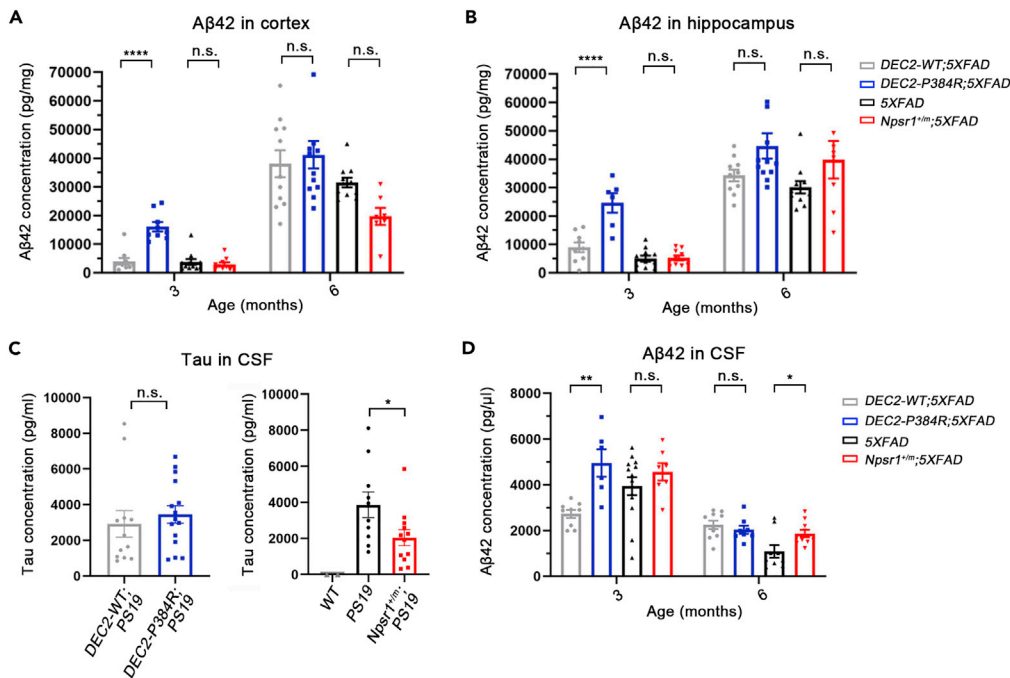 A
Aβ42 in cortex
****
n.s.
n.s.
n.s.
Aβ42 concentration (pg/mg)
70000
60000
50000
40000
30000
20000
10000
0
3
6
Age (months)
B
Aβ42 in hippocampus
****
n.s.
n.s.
n.s.
Aβ42 concentration (pg/mg)
70000
60000
50000
40000
30000
20000
10000
0
3
6
Age (months)
DEC2-WT;5XFAD
DEC2-P384R;5XFAD
5XFAD
Npsr1+/m;5XFAD
C
Tau in CSF
n.s.
Tau concentration (pg/ml)
10000
8000
6000
4000
2000
0
DEC2-WT;
PS19
DEC2-P384R;
PS19
*
Tau concentration (pg/ml)
10000
8000
6000
4000
2000
0
WT
PS19
Npsr1+/m;
PS19
D
Aβ42 in CSF
**
n.s.
n.s.
*
Aβ42 concentration (pg/μl)
8000
6000
4000
2000
0
3
6
Age (months)
DEC2-WT;5XFAD
DEC2-P384R;5XFAD
5XFAD
Npsr1+/m;5XFAD